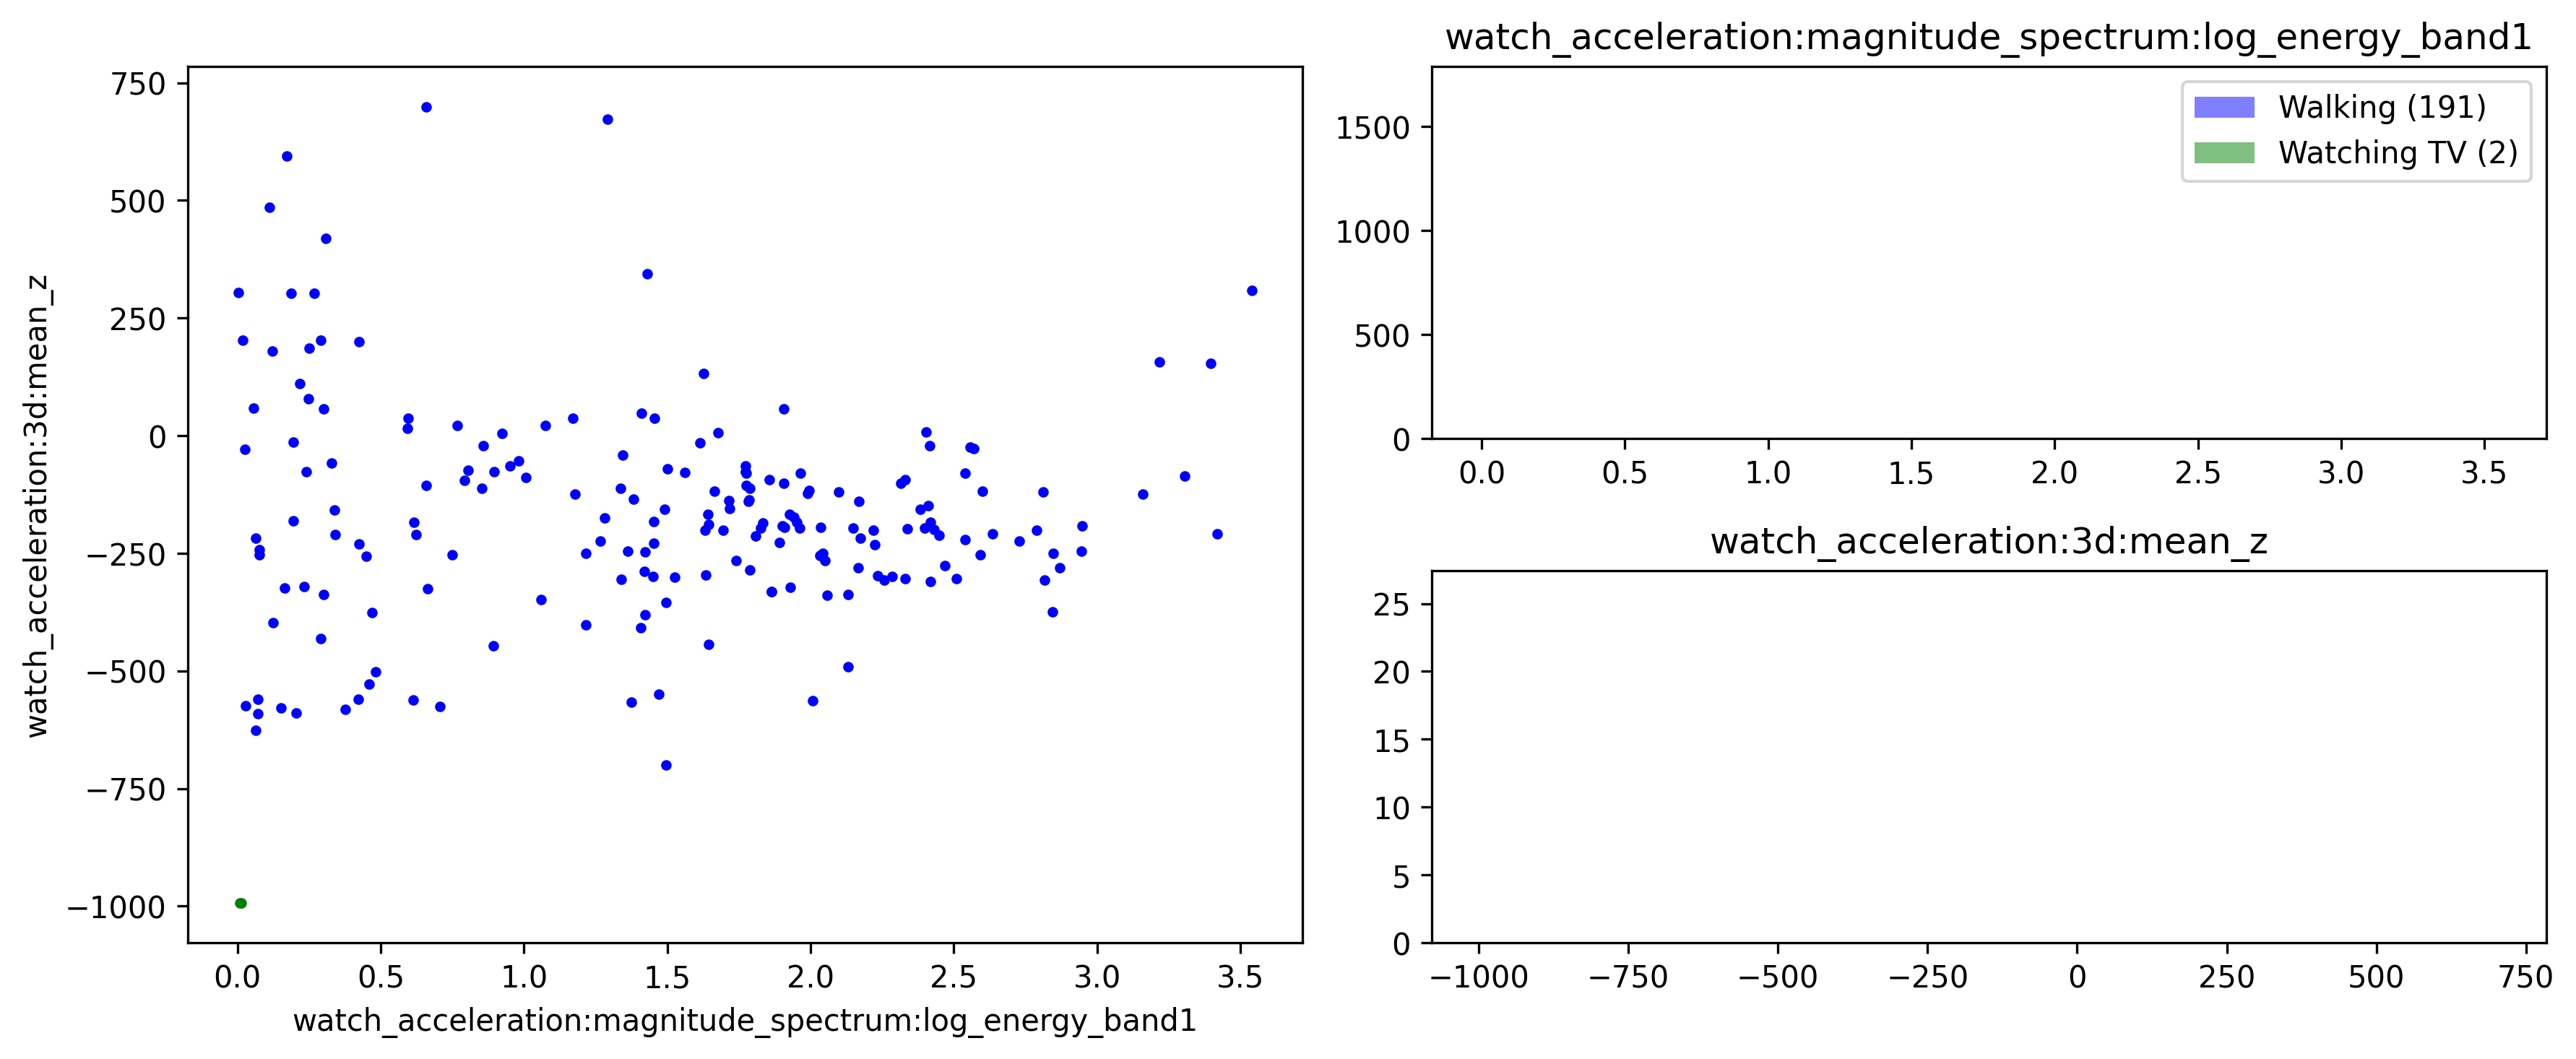 watch_acceleration:3d:mean_z
750
500
250
0
−250
−500
−750
−1000
0.0 0.5 1.0 1.5 2.0 2.5 3.0 3.5
watch_acceleration:magnitude_spectrum:log_energy_band1
watch_acceleration:magnitude_spectrum:log_energy_band1
Walking (191)
Watching TV (2)
1500
1000
500
0
0.0 0.5 1.0 1.5 2.0 2.5 3.0 3.5
watch_acceleration:3d:mean_z
25
20
15
10
5
0
−1000 −750 −500 −250 0 250 500 750